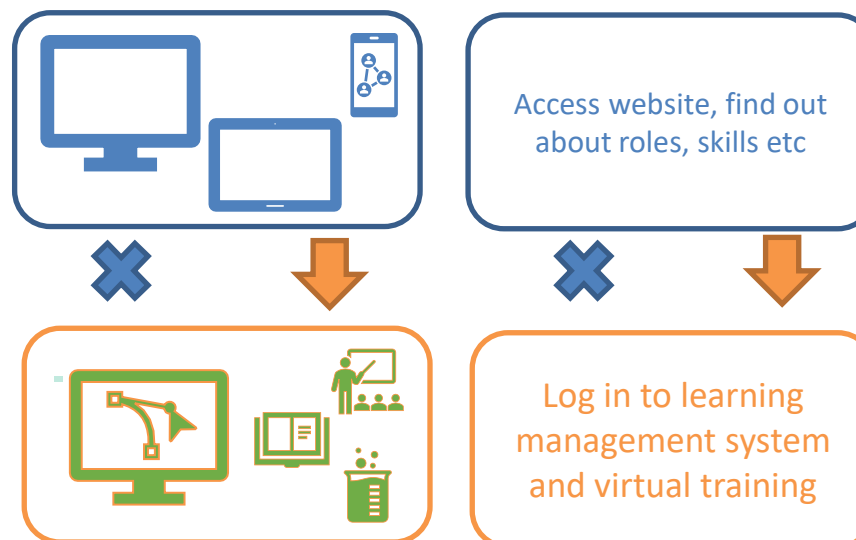 Access website, find out
about roles, skills etc
Log in to learning
management system
and virtual training